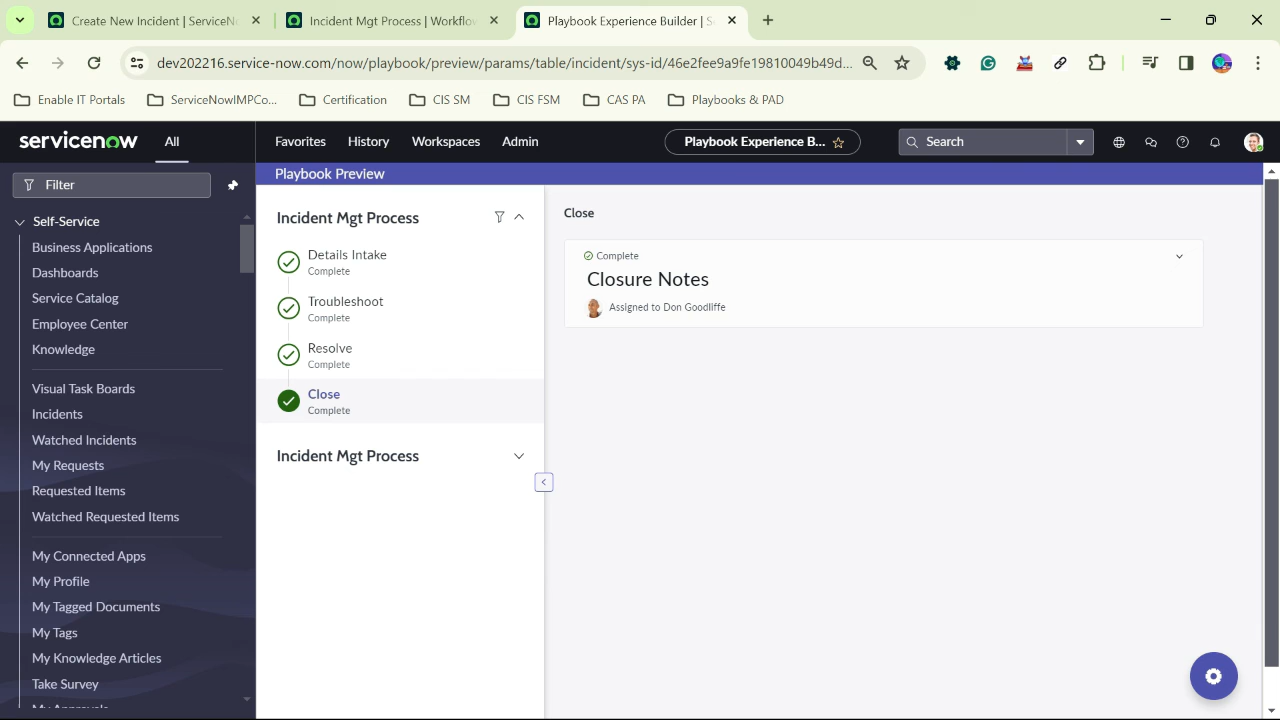 Create New Incident | ServiceN
Incident Mgt Process | Workflow
Playbook Experience Builder | S
dev202216.service-now.com/now/playbook/preview/params/table/incident/sys-id/46e2fee9a9fe19810049b49d...
Enable IT Portals
ServiceNowIMPCo...
Certification
CIS SM
CIS FSM
CAS PA
Playbooks & PAD
servicenow
All
Favorites
History
Workspaces
Admin
Playbook Experience B...
Search
Filter
Self-Service
Business Applications
Dashboards
Service Catalog
Employee Center
Knowledge
Visual Task Boards
Incidents
Watched Incidents
My Requests
Requested Items
Watched Requested Items
My Connected Apps
My Profile
My Tagged Documents
My Tags
My Knowledge Articles
Take Survey
My Approvals
Playbook Preview
Incident Mgt Process
Details Intake
Complete
Troubleshoot
Complete
Resolve
Complete
Close
Complete
Incident Mgt Process
Close
Complete
Closure Notes
Assigned to Don Goodliffe